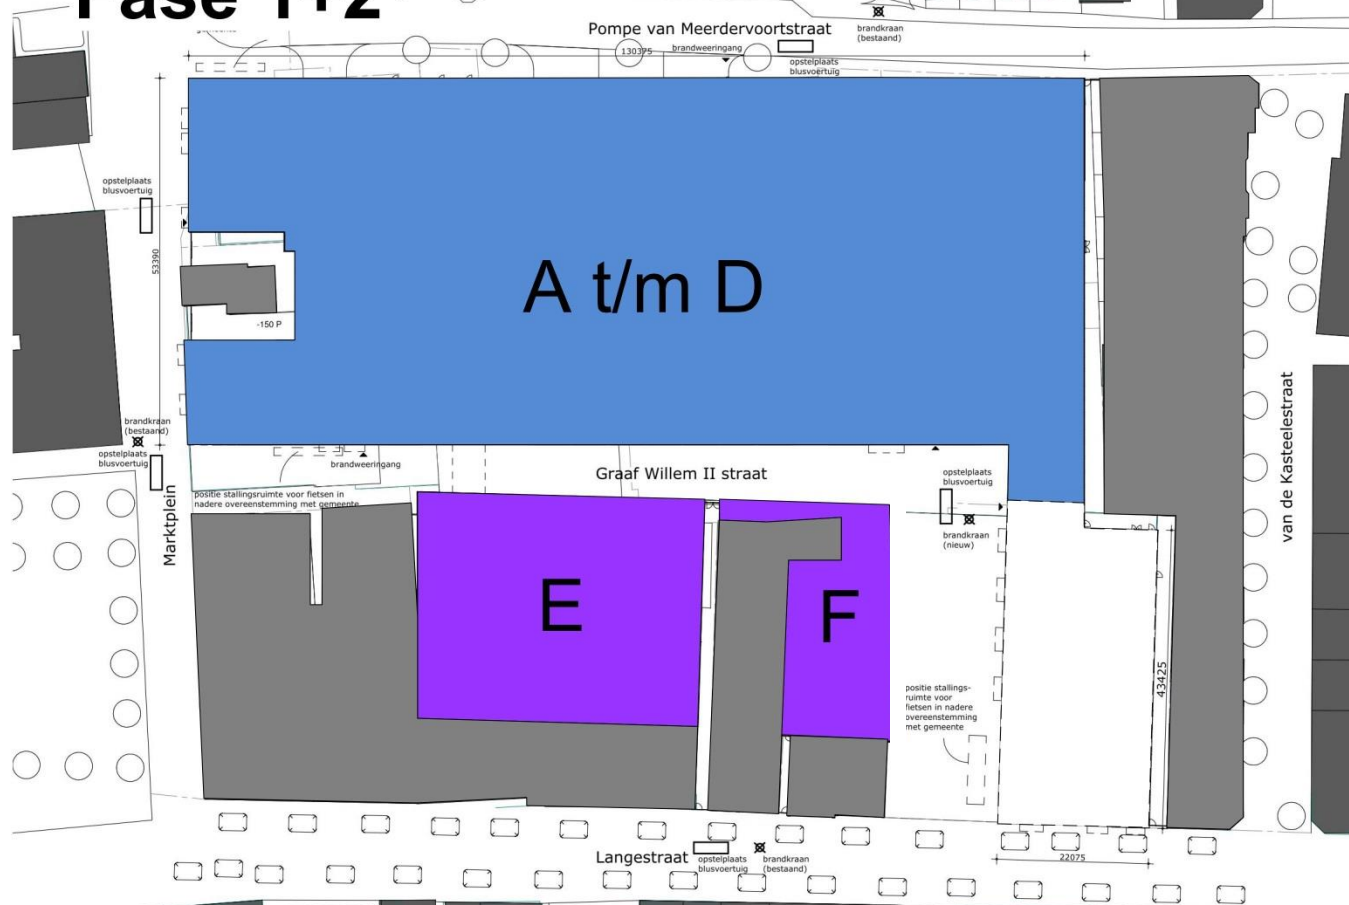 Fase 1+2
Pompe van Meerdervoortstraat
brandkraan
(bestaand)
130375
brandweeringang
opstelplaats
blusvoertuig
opstelplaats
blusvoertuig
53390
A t/m D
-150 P
brandkraan
(bestaand)
opstelplaats
blusvoertuig
brandweeringang
Graaf Willem II straat
opstelplaats
blusvoertuig
positie stallingsruimte voor fietsen in
nadere overeenstemming met gemeente
Marktplein
brandkraan
(nieuw)
van de Kasteelestraat
E
F
43425
positie stallings-
ruimte voor
fietsen in nadere
overeenstemming
met gemeente
Langestraat
opstelplaats
blusvoertuig
brandkraan
(bestaand)
22075